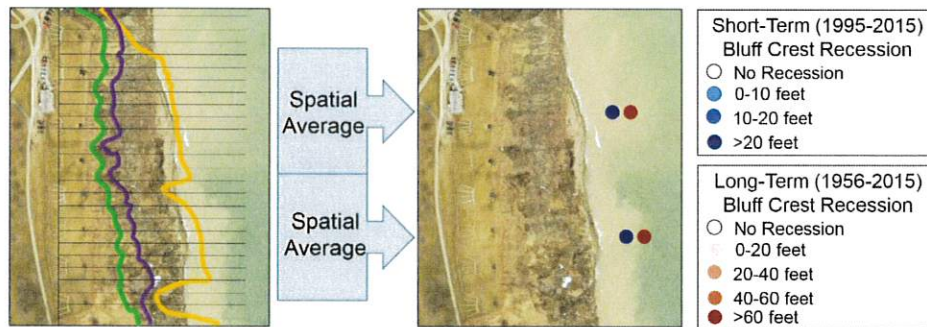 Spatial
Average
Spatial
Average
Short-Term (1995-2015)
Bluff Crest Recession
No Recession
0-10 feet
10-20 feet
>20 feet
Long-Term (1956-2015)
Bluff Crest Recession
No Recession
0-20 feet
20-40 feet
40-60 feet
>60 feet